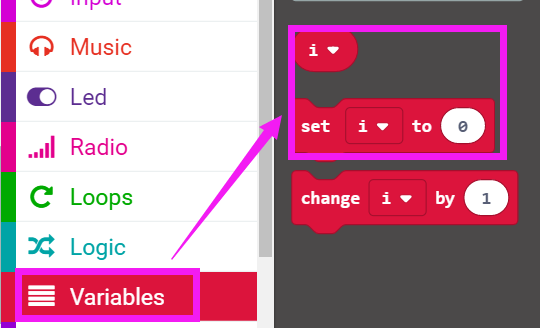 Input
Music
Led
Radio
Loops
Logic
Variables
i
set i to 0
change i by 1